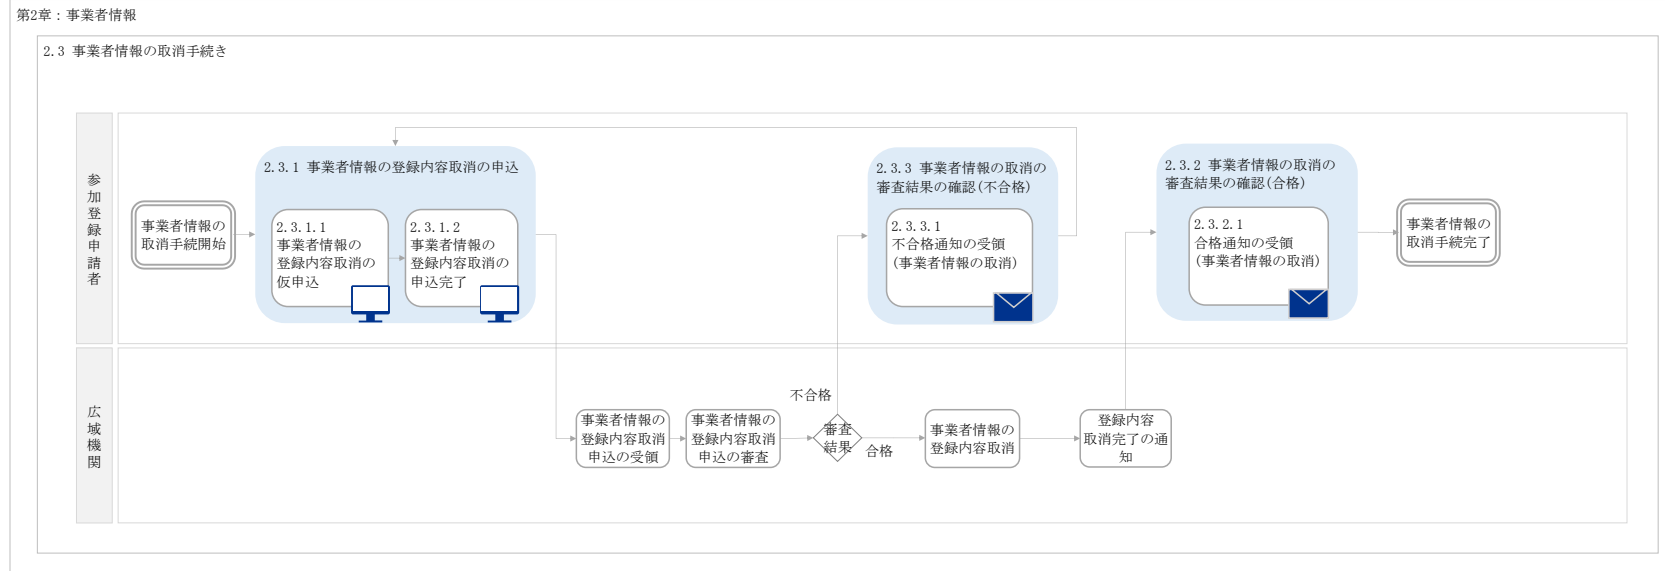 第2章：事業者情報
2.3 事業者情報の取消手続き
参加登録申請者
事業者情報の
取消手続開始
2.3.1 事業者情報の登録内容取消の申込
2.3.1.1
事業者情報の
登録内容取消の
仮申込
2.3.1.2
事業者情報の
登録内容取消の
申込完了
2.3.3 事業者情報の取消の
審査結果の確認(不合格)
2.3.3.1
不合格通知の受領
(事業者情報の取消)
2.3.2 事業者情報の取消の
審査結果の確認(合格)
2.3.2.1
合格通知の受領
(事業者情報の取消)
事業者情報の
取消手続完了
広域機関
事業者情報の
登録内容取消
申込の受領
事業者情報の
登録内容取消
申込の審査
不合格
審査
結果
合格
事業者情報の
登録内容取消
登録内容
取消完了の通
知